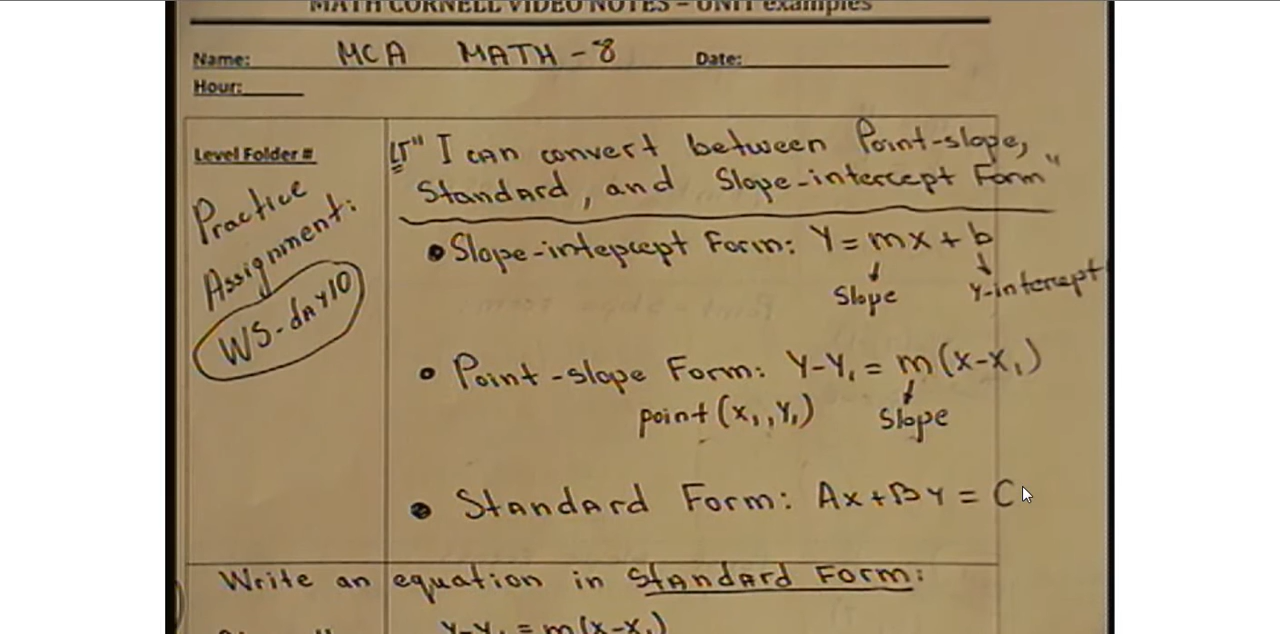 MATH CORNELL VIDEO NOTES – UNIT examples
Name: MCA MATH-8 Date:
Hour:
Level Folder #
Practice
Assignment:
WS-dAY10
LT" I CAN convert between Point-slope,
Standard, and Slope-intercept Form"
Slope-intepcept Form: Y = mx + b
Slope Y-intercept
Point-slope Form: Y-Y₁ = m(x-x₁)
point (x₁, Y₁) Slope
Standard Form: Ax+By = C
Write an equation in Standard Form:
Y-Y₁ = m(x-x₁)